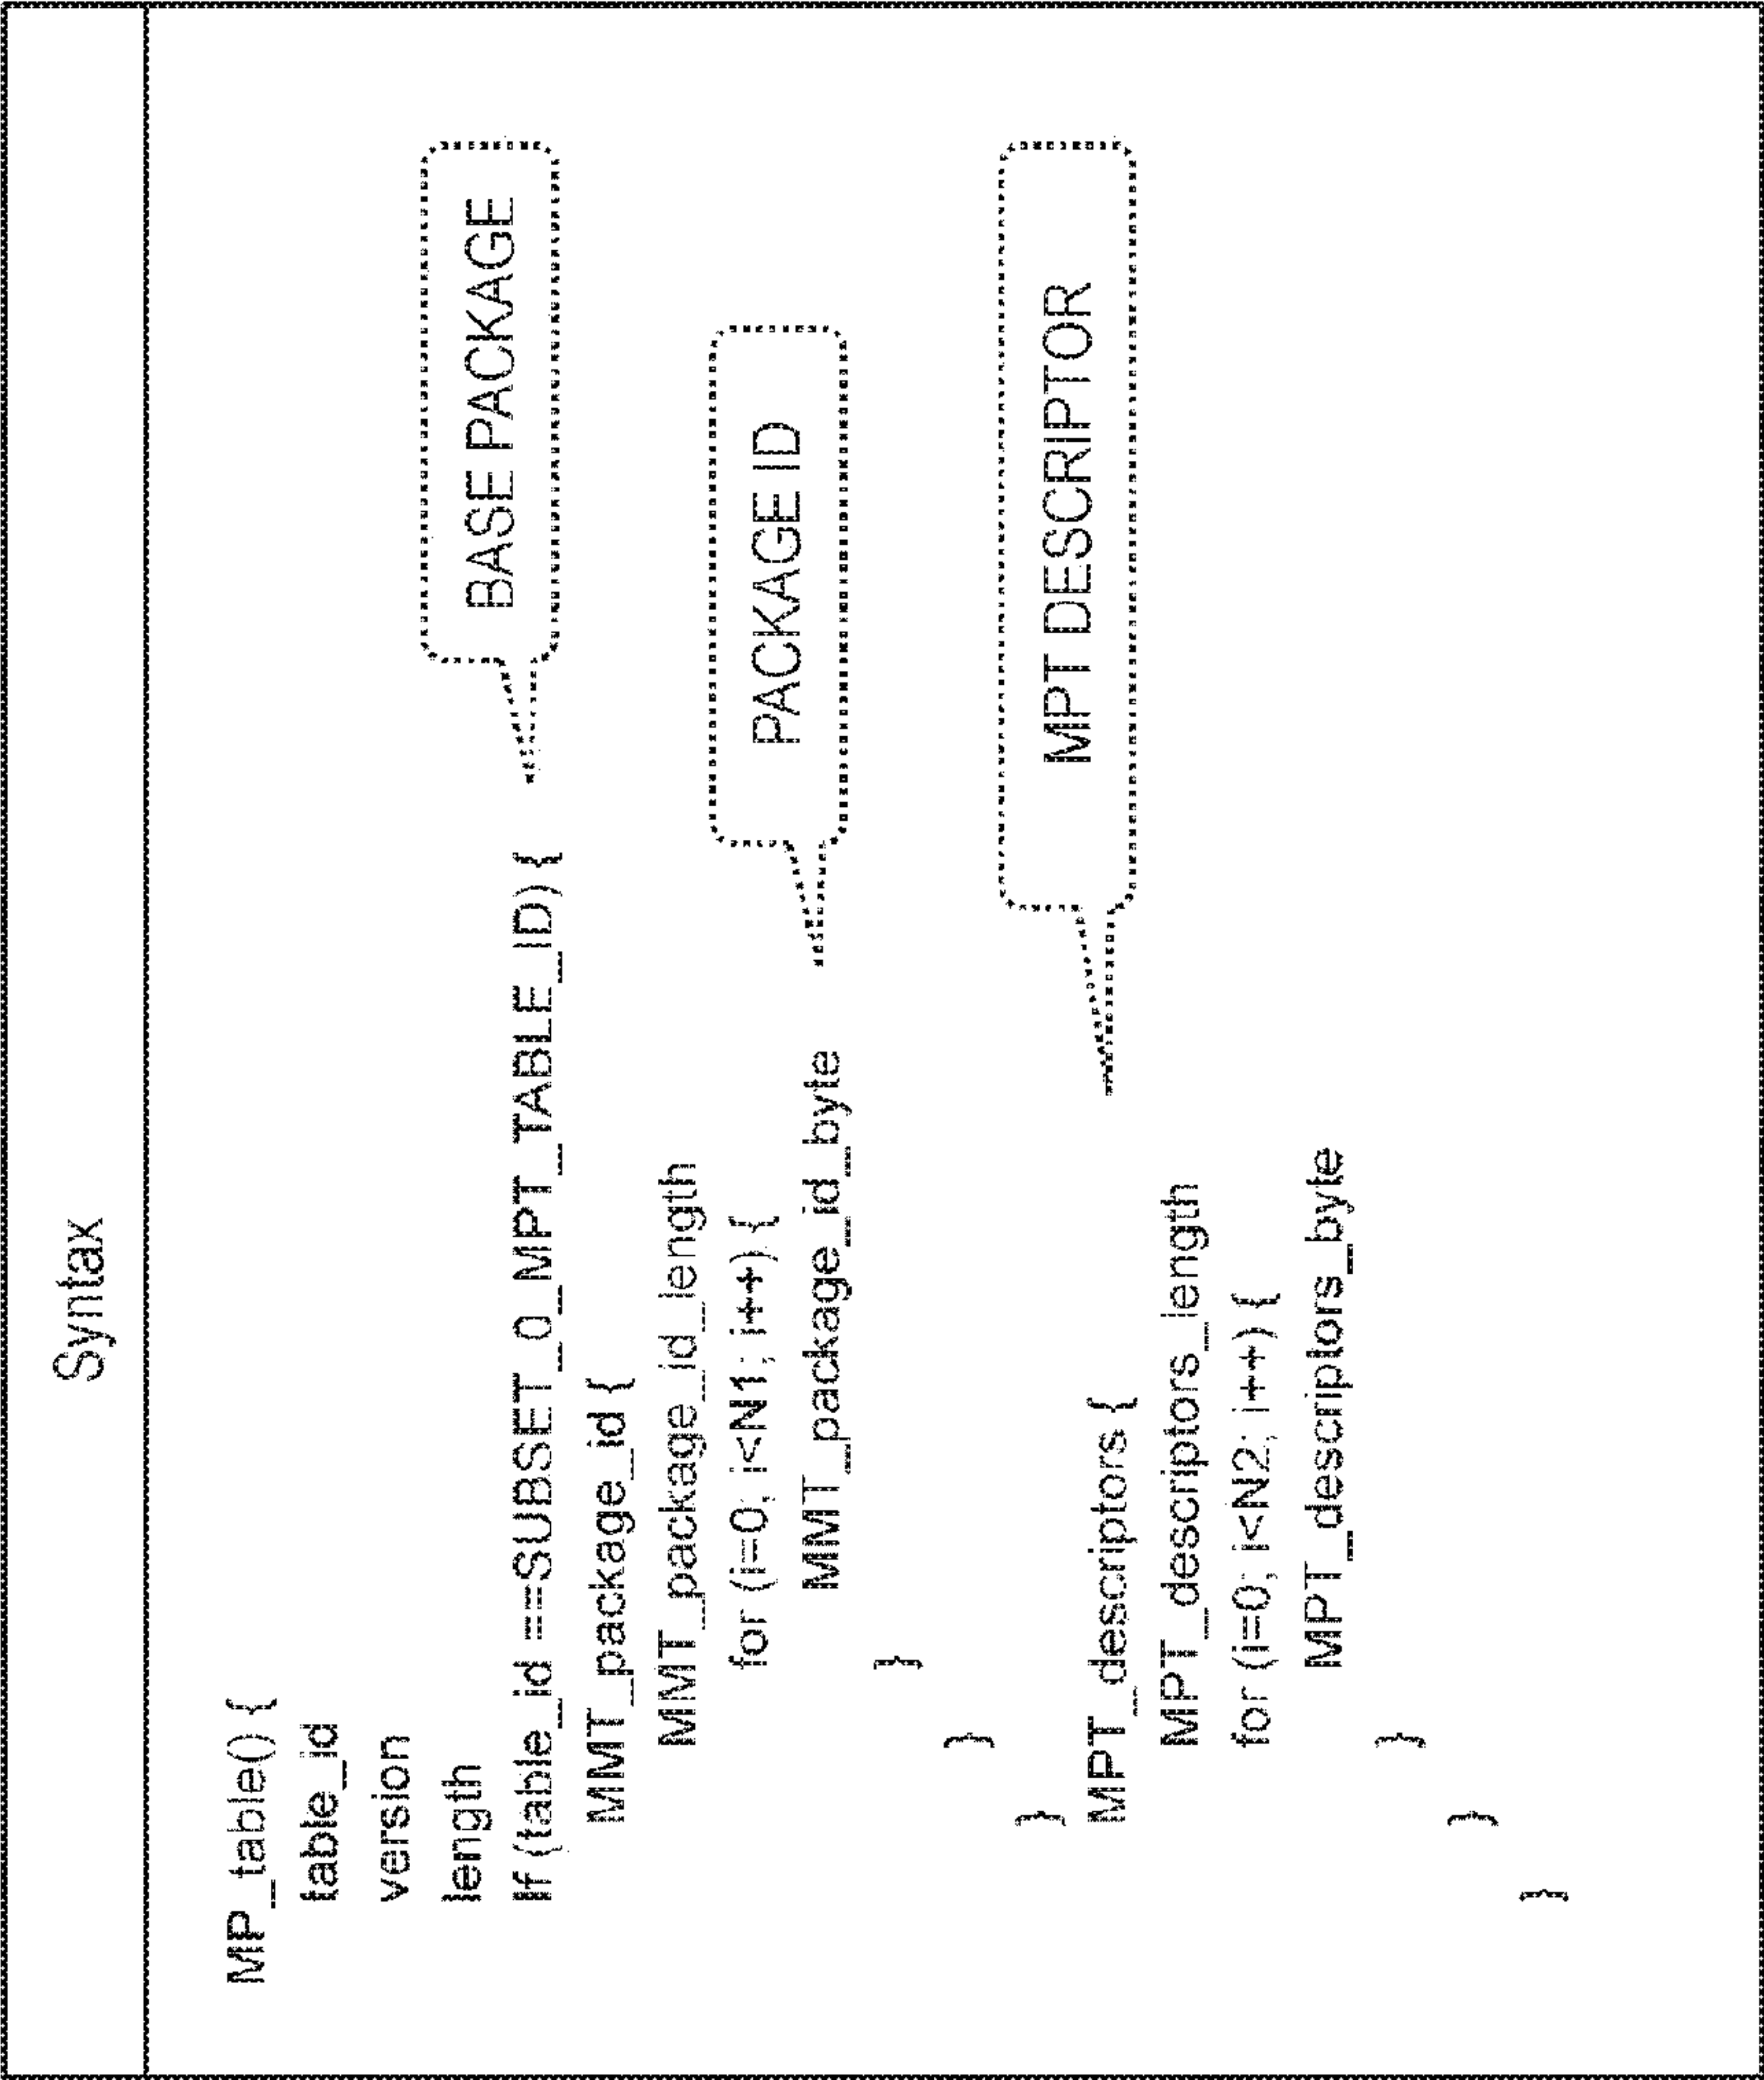 Syntax
MP_table() {
table_id
version
length
If (table_id ==SUBSET_0_MPT_TABLE_ID) {
BASE PACKAGE
MMT_package_id {
MMT_package_id_length
for (i=0; i<N1; i++) {
PACKAGE ID
MMT_package_id_byte
}
}
}
MPT_descriptors {
MPT DESCRIPTOR
MPT_descriptors_length
for (i=0; i<N2; i++) {
MPT_descriptors_byte
}
}
}